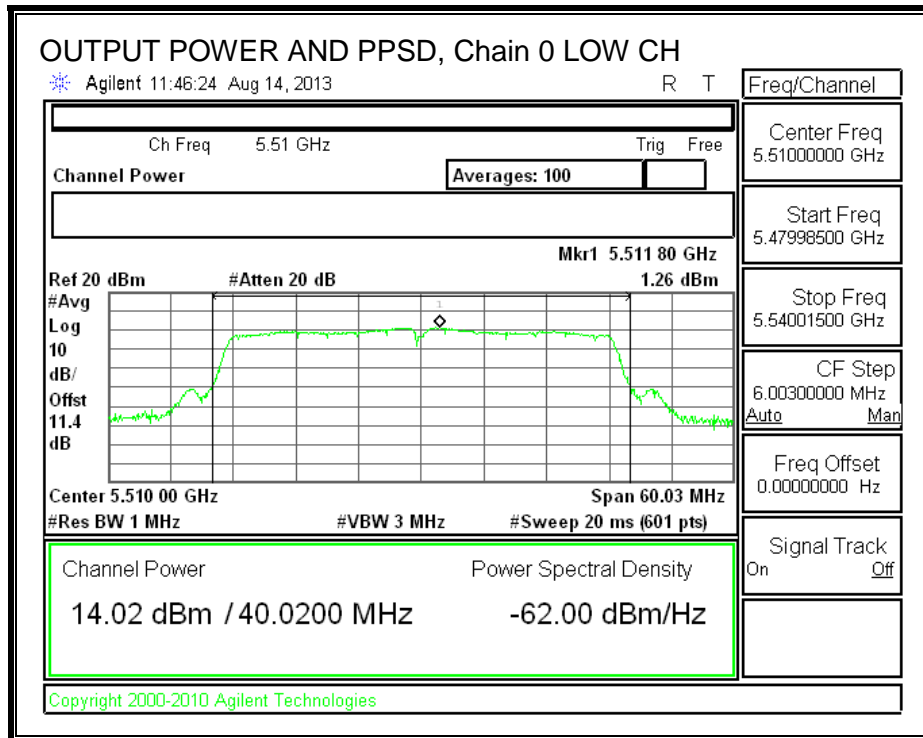 OUTPUT POWER AND PPSD, Chain 0 LOW CH
Agilent 11:46:24 Aug 14, 2013 R T
Freq/Channel
Ch Freq 5.51 GHz Trig Free
Channel Power Averages: 100
Mkr1 5.511 80 GHz
Ref 20 dBm #Atten 20 dB 1.26 dBm
#Avg
Log
10
dB/
Offst
11.4
dB
1
Center 5.510 00 GHz Span 60.03 MHz
#Res BW 1 MHz #VBW 3 MHz #Sweep 20 ms (601 pts)
Channel Power Power Spectral Density
14.02 dBm / 40.0200 MHz -62.00 dBm/Hz
Center Freq
5.51000000 GHz
Start Freq
5.47998500 GHz
Stop Freq
5.54001500 GHz
CF Step
6.00300000 MHz
Auto Man
Freq Offset
0.00000000 Hz
Signal Track
On Off
Copyright 2000-2010 Agilent Technologies